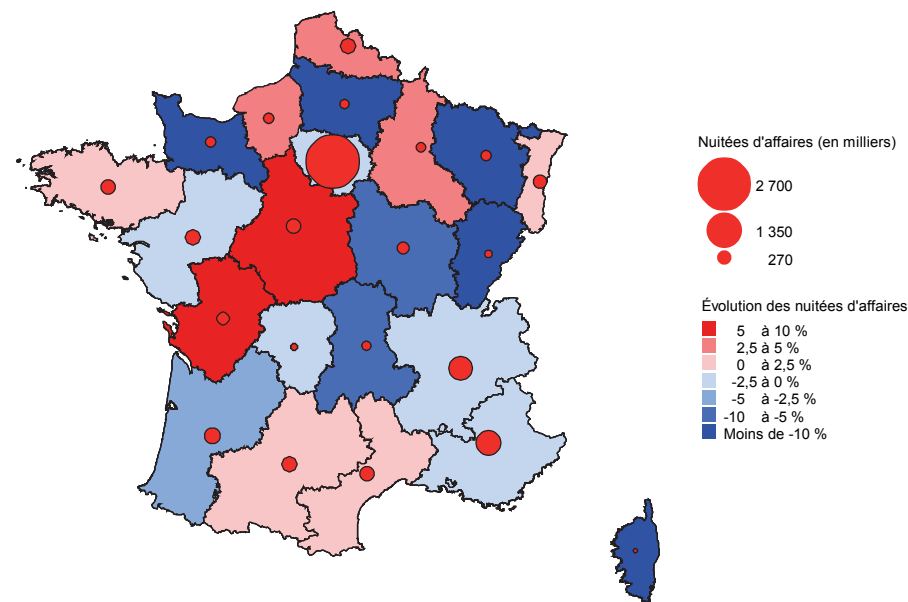 Nuitées d'affaires (en milliers)
2 700
1 350
270
Évolution des nuitées d'affaires
5 à 10 %
2,5 à 5 %
0 à 2,5 %
-2,5 à 0 %
-5 à -2,5 %
-10 à -5 %
Moins de -10 %